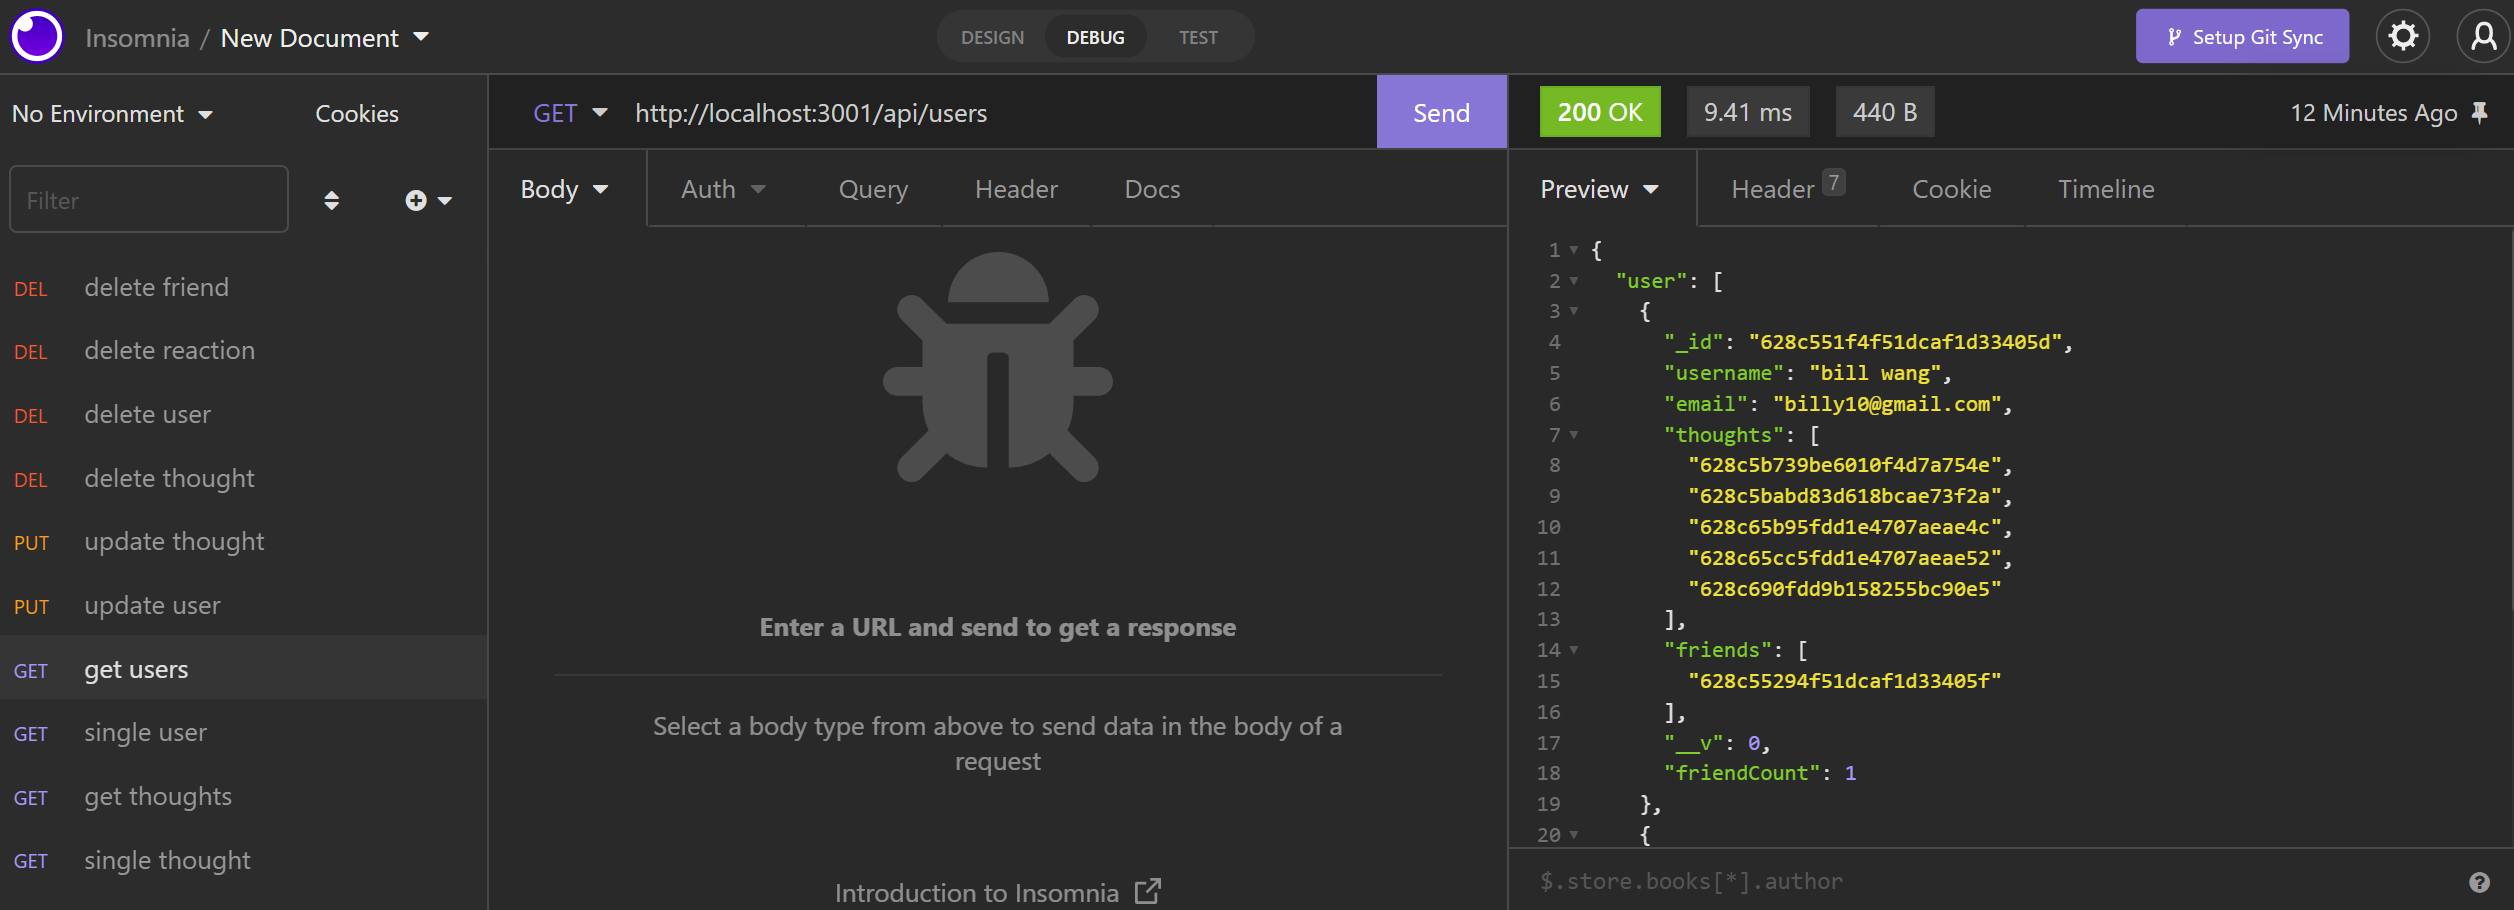 Insomnia / New Document
DESIGN DEBUG TEST
Setup Git Sync
No Environment Cookies
Filter
DEL delete friend
DEL delete reaction
DEL delete user
DEL delete thought
PUT update thought
PUT update user
GET get users
GET single user
GET get thoughts
GET single thought
GET http://localhost:3001/api/users Send
Body Auth Query Header Docs
Enter a URL and send to get a response
Select a body type from above to send data in the body of a
request
Introduction to Insomnia
200 OK 9.41 ms 440 B 12 Minutes Ago
Preview Header 7 Cookie Timeline
1 {
2 "user": [
3 {
4 "_id": "628c551f4f51dcaf1d33405d",
5 "username": "bill wang",
6 "email": "billy10@gmail.com",
7 "thoughts": [
8 "628c5b739be6010f4d7a754e",
9 "628c5babd83d618bcae73f2a",
10 "628c65b95fdd1e4707aeae4c",
11 "628c65cc5fdd1e4707aeae52",
12 "628c690fdd9b158255bc90e5"
13 ],
14 "friends": [
15 "628c55294f51dcaf1d33405f"
16 ],
17 "__v": 0,
18 "friendCount": 1
19 },
20 {
$.store.books[*].author